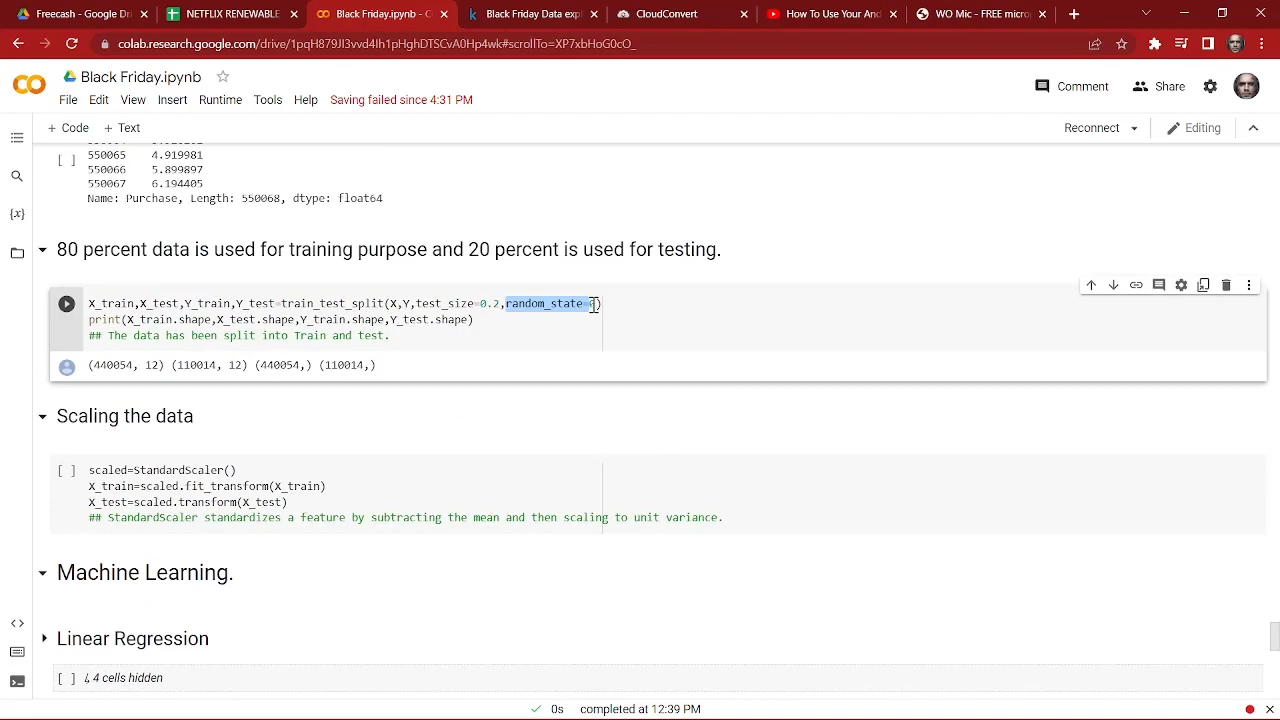 Freecash - Google Dri
NETFLIX RENEWABLE
Black Friday.ipynb - C
Black Friday Data expl
CloudConvert
How To Use Your And
WO Mic - FREE micro
colab.research.google.com/drive/1pqH879Jl3vvd4Ih1pHghDTSCvA0Hp4wk#scrollTo=XP7xbHoG0cO_
Black Friday.ipynb
Comment
Share
File Edit View Insert Runtime Tools Help Saving failed since 4:31 PM
+ Code + Text
Reconnect
Editing
550065 4.919981
[ ]
550066 5.899897
550067 6.194405
Name: Purchase, Length: 550068, dtype: float64
80 percent data is used for training purpose and 20 percent is used for testing.
X_train,X_test,Y_train,Y_test=train_test_split(X,Y,test_size=0.2,random_state=
print(X_train.shape,X_test.shape,Y_train.shape,Y_test.shape)
## The data has been split into Train and test.
(440054, 12) (110014, 12) (440054,) (110014,)
Scaling the data
[ ] scaled=StandardScaler()
X_train=scaled.fit_transform(X_train)
X_test=scaled.transform(X_test)
## StandardScaler standardizes a feature by subtracting the mean and then scaling to unit variance.
Machine Learning.
Linear Regression
[ ] 4 cells hidden
0s completed at 12:39 PM